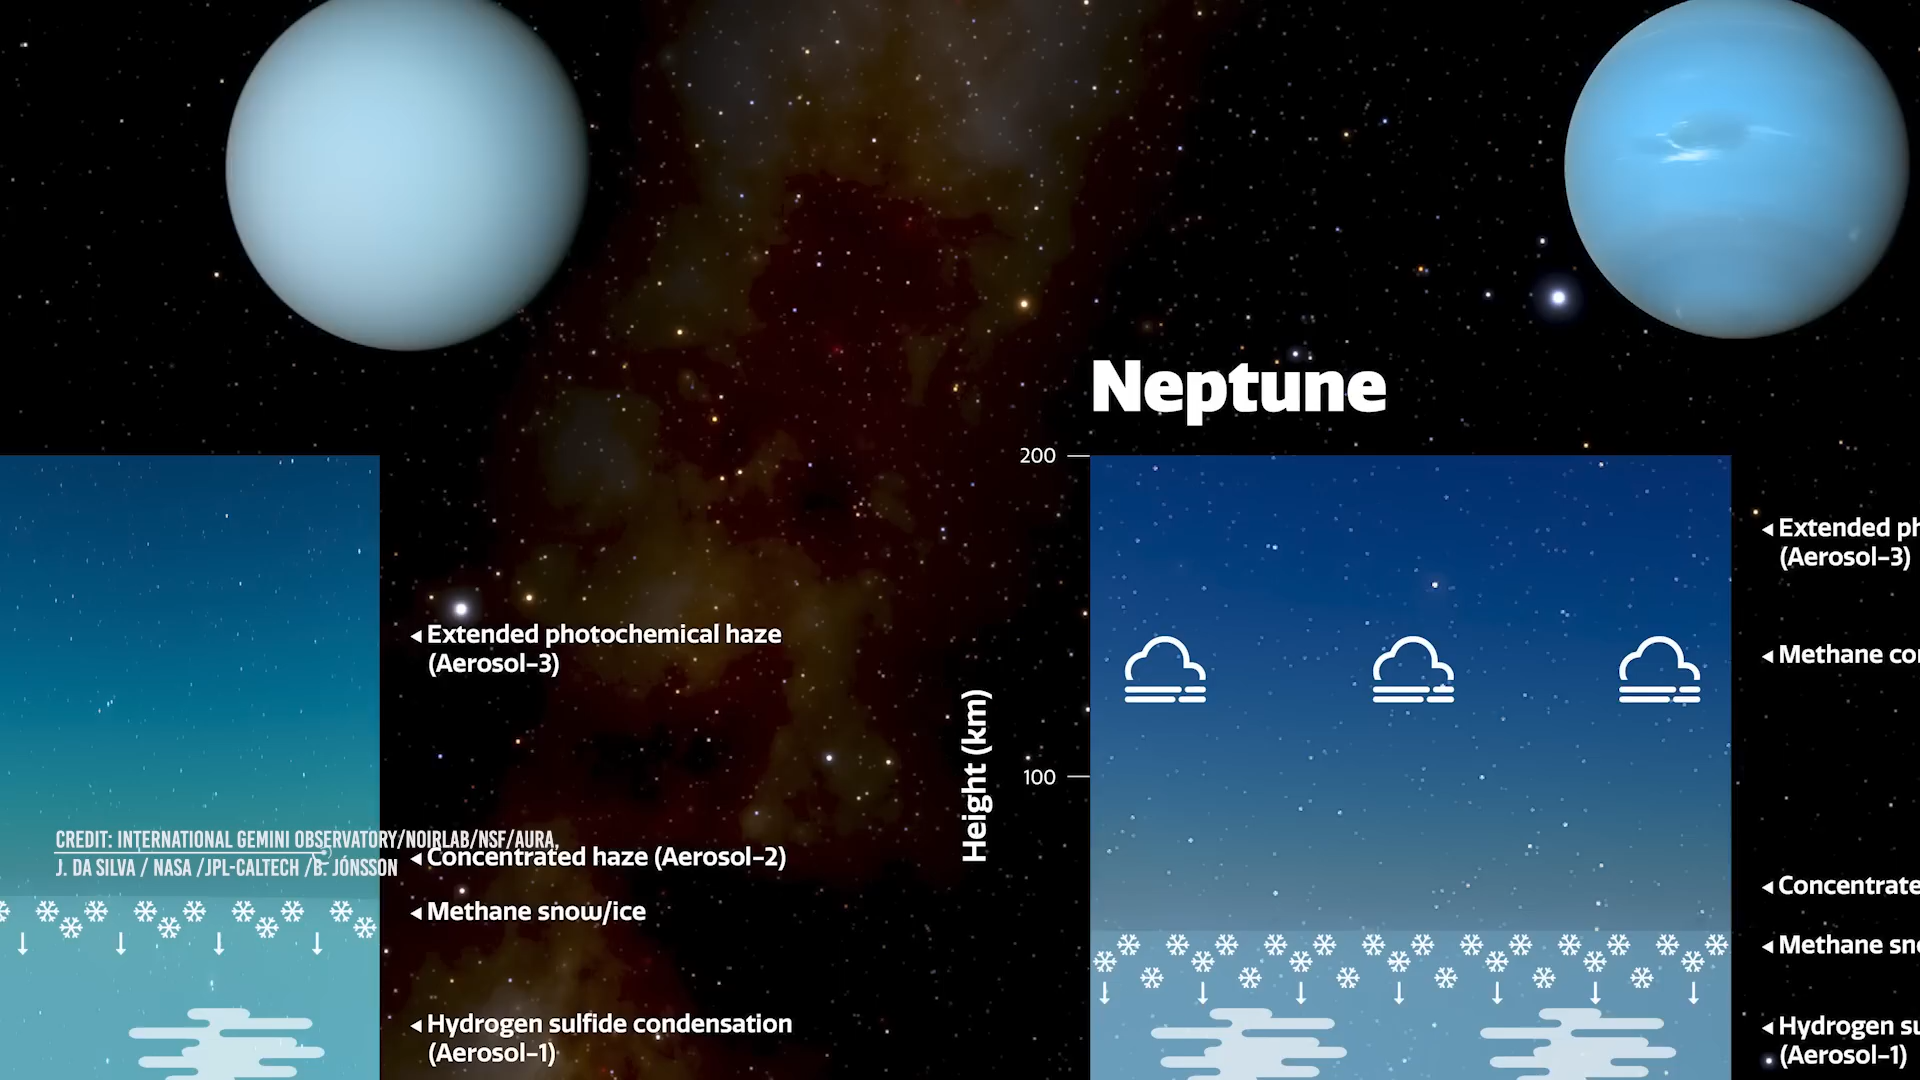 Neptune
200
Extended photochemical haze
(Aerosol-3)
Height (km)
100
CREDIT: INTERNATIONAL GEMINI OBSERVATORY/NOIRLAB/NSF/AURA,
J. DA SILVA / NASA /JPL-CALTECH /B. JÓNSSON
Concentrated haze (Aerosol-2)
Methane snow/ice
Hydrogen sulfide condensation
(Aerosol-1)
Extended ph
(Aerosol-3)
Methane co
Concentrate
Methane sn
Hydrogen su
(Aerosol-1)